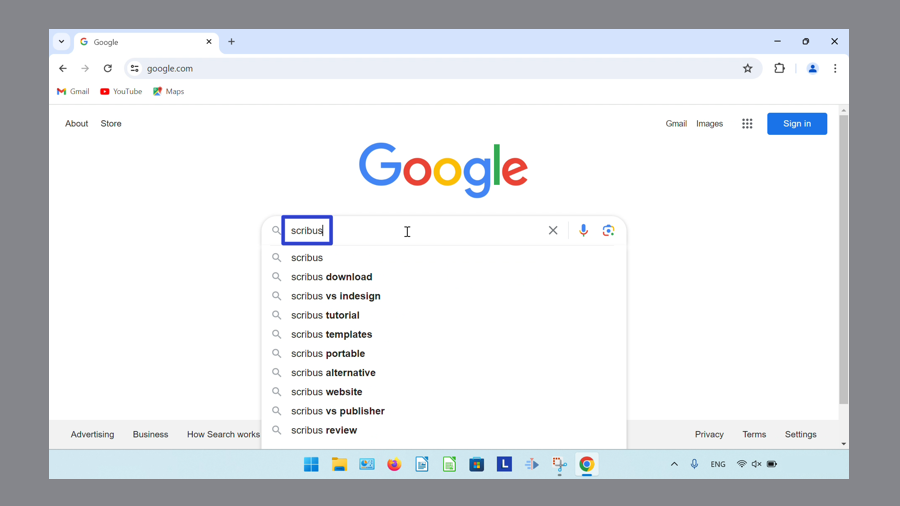 Google
google.com
Gmail YouTube Maps
About Store Gmail Images Sign in
Google
scribus
scribus
scribus download
scribus vs indesign
scribus tutorial
scribus templates
scribus portable
scribus alternative
scribus website
scribus vs publisher
scribus review
Advertising Business How Search works Privacy Terms Settings
L ENG